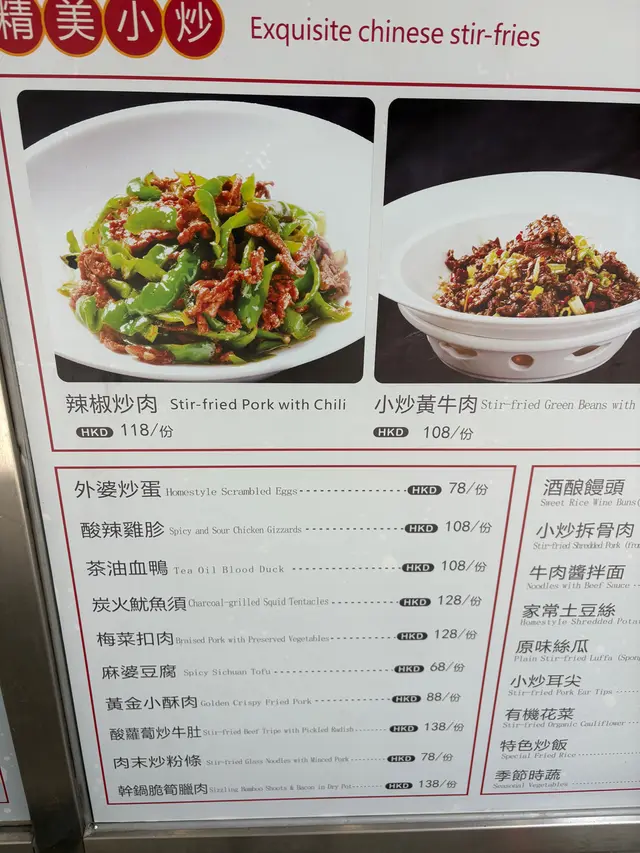 精美小炒 Exquisite chinese stir-fries
辣椒炒肉 Stir-fried Pork with Chili
HKD 118/份
小炒黃牛肉 Stir-fried Green Beans with
HKD 108/份
外婆炒蛋 Homestyle Scrambled Eggs HKD 78/份
酸辣雞胗 Spicy and Sour Chicken Gizzards HKD 108/份
茶油血鴨 Tea Oil Blood Duck HKD 108/份
炭火魷魚須 Charcoal-grilled Squid Tentacles HKD 128/份
梅菜扣肉 Braised Pork with Preserved Vegetables HKD 128/份
麻婆豆腐 Spicy Sichuan Tofu HKD 68/份
黃金小酥肉 Golden Crispy Fried Pork HKD 88/份
酸蘿蔔炒牛肚 Stir-fried Beef Tripe with Pickled Radish HKD 138/份
肉末炒粉條 Stir-fried Glass Noodles with Minced Pork HKD 78/份
幹鍋脆筍臘肉 Sizzling Bamboo Shoots & Bacon in Dry Pot HKD 138/份
酒酿饅頭
Sweet Rice Wine Buns(
小炒拆骨肉
Stir-fried Shredded Pork
牛肉醬拌面
Noodles with Beef Sauce
家常土豆絲
Homestyle Shredded
原味絲瓜
Plain Stir-fried Luffa
小炒耳尖
Stir-fried Pork Ear Tips
有機花菜
Stir-fried Organic Cauliflower
特色炒飯
Special Fried Rice
季節時蔬
Seasonal Vegetables